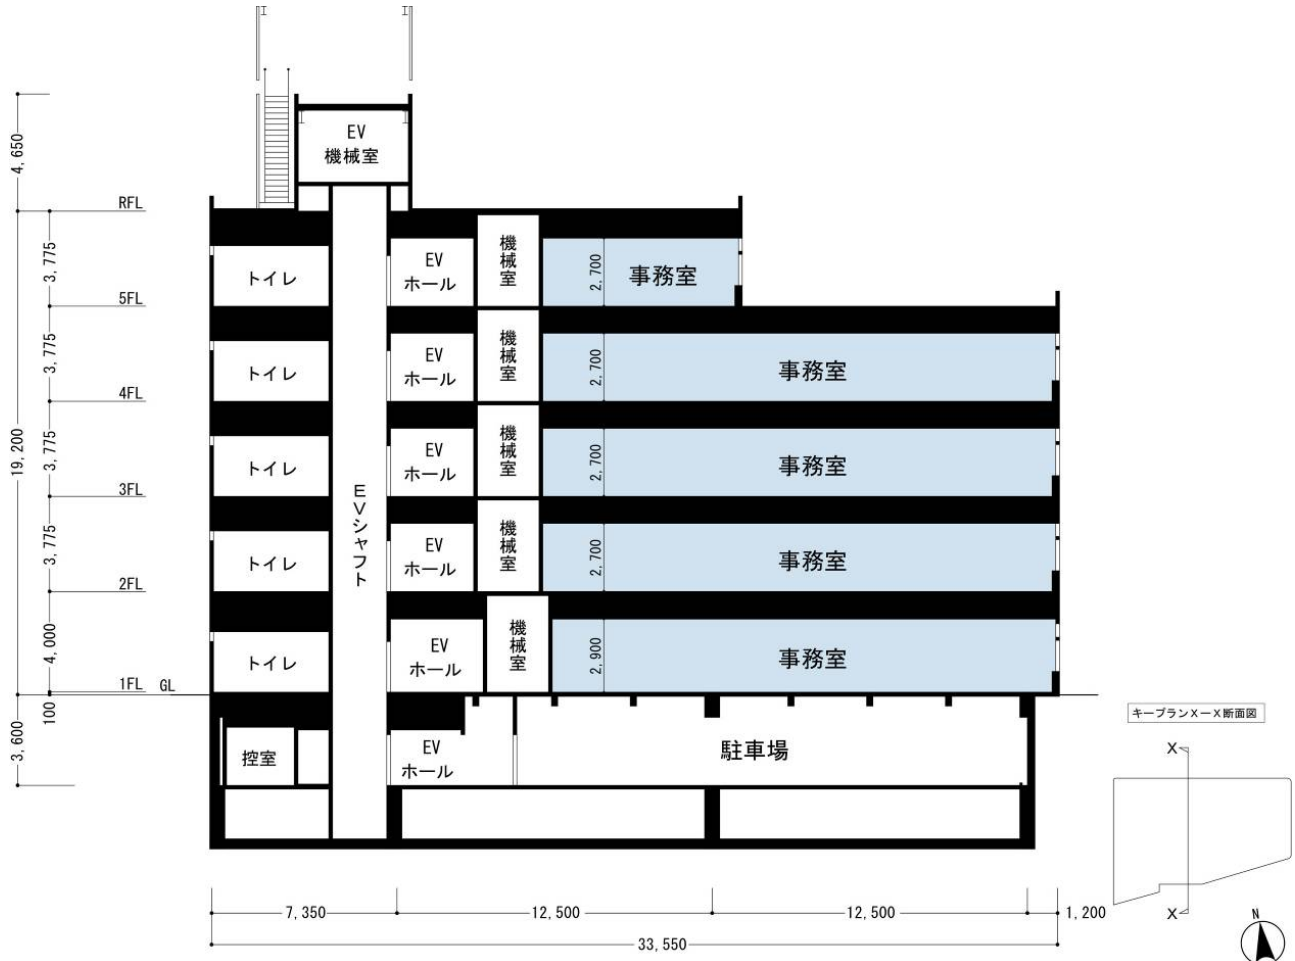 4,650
EV
機械室
RFL
3,775
トイレ
EV
ホール
機械室
2,700
事務室
5FL
3,775
トイレ
EV
ホール
機械室
2,700
事務室
4FL
19,200
3,775
トイレ
EV
ホール
機械室
2,700
事務室
3FL
EVシャフト
3,775
トイレ
EV
ホール
機械室
2,700
事務室
2FL
4,000
トイレ
EV
ホール
機械室
2,900
事務室
1FL GL
100
3,600
控室
EV
ホール
駐車場
キープランX-X断面図
X
X
N
7,350
12,500
12,500
1,200
33,550